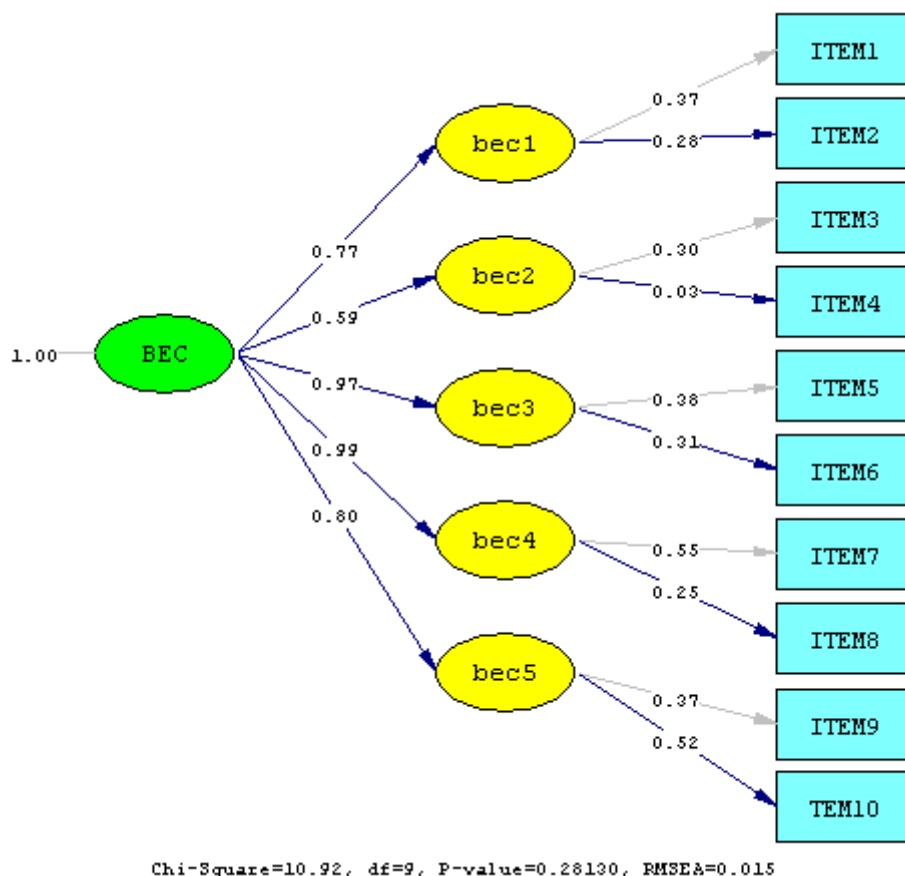 ITEM1
0.37
bec1
ITEM2
0.28
ITEM3
0.77
0.30
bec2
ITEM4
0.03
0.59
1.00
BEC
0.97
ITEM5
0.38
bec3
0.31
0.99
ITEM6
0.80
bec4
0.55
ITEM7
0.25
ITEM8
bec5
0.37
ITEM9
0.52
TEM10
Chi-Square=10.92, df=9, P-value=0.28130, RMSEA=0.015